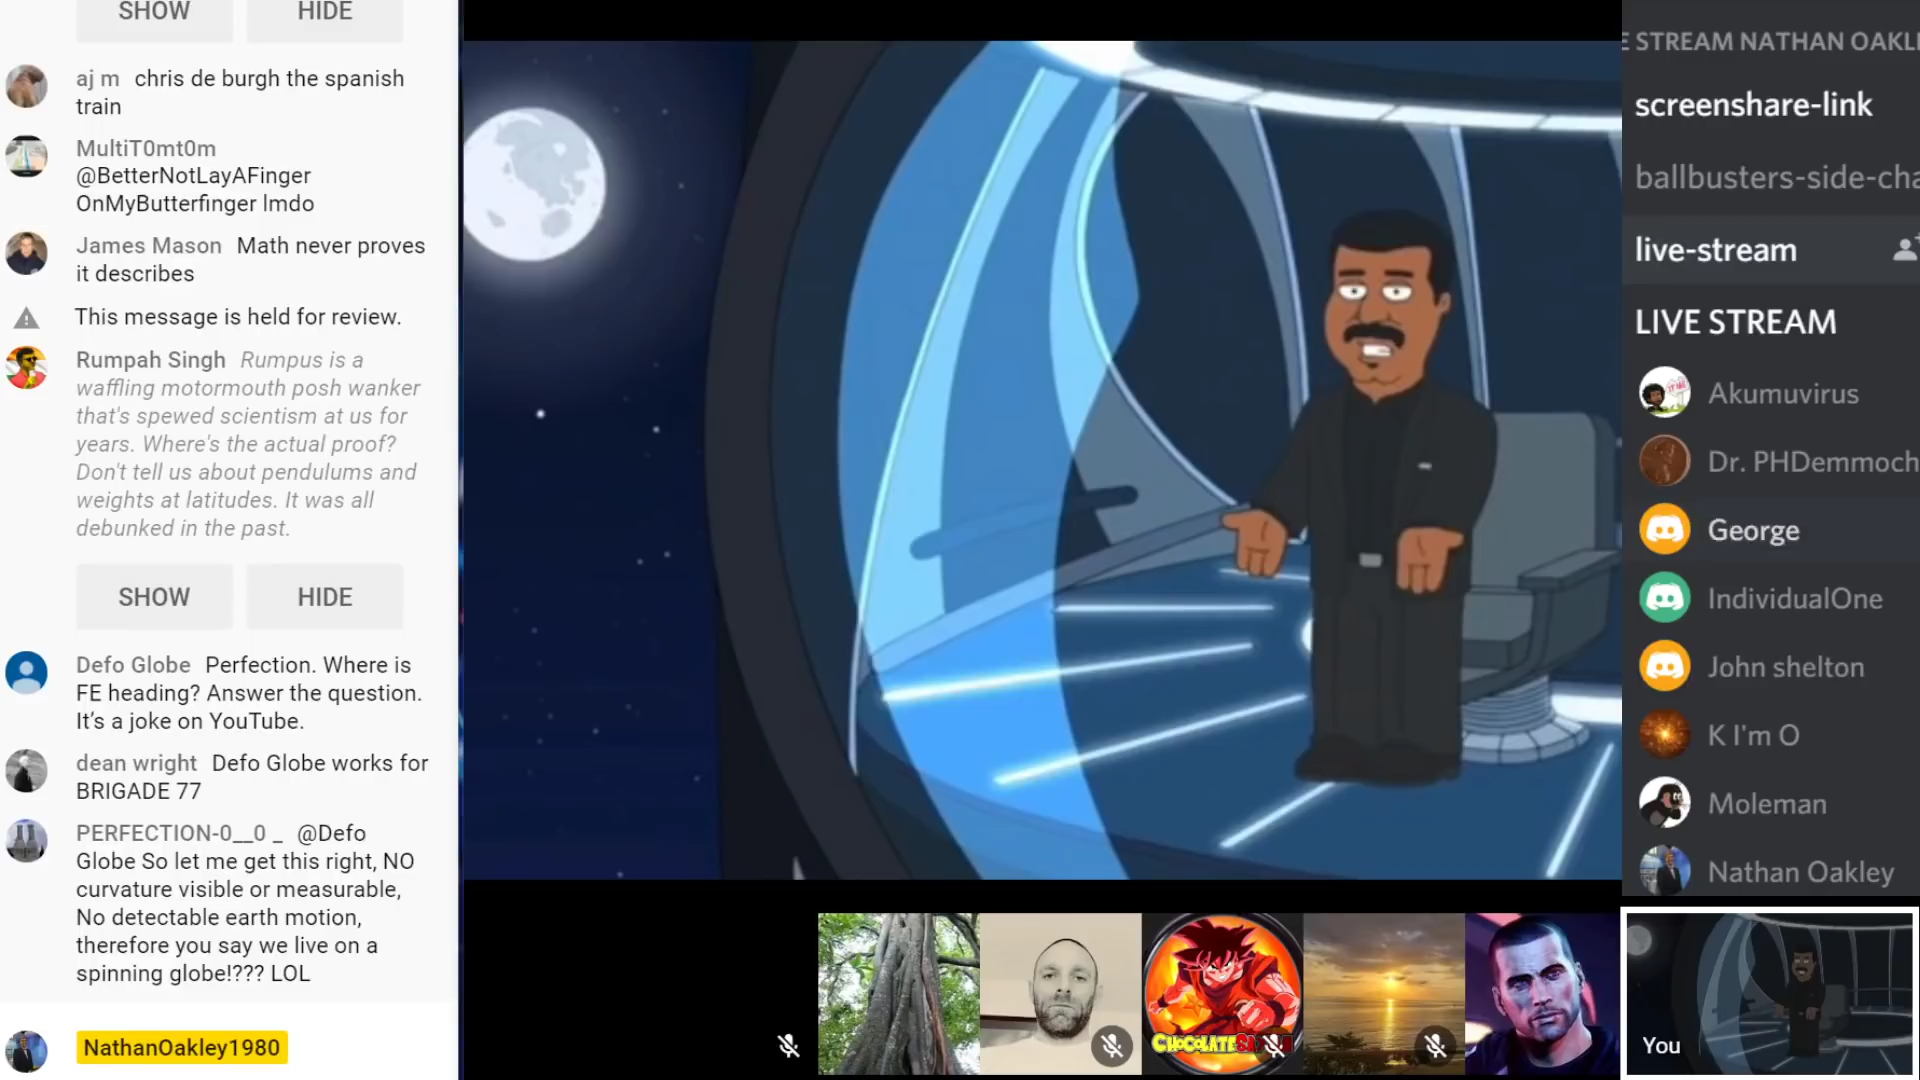 SHOW HIDE
aj m chris de burgh the spanish
train
MultiT0mt0m
@BetterNotLayAFinger
OnMyButterfinger lmdo
James Mason Math never proves
it describes
This message is held for review.
Rumpah Singh Rumpus is a
waffling motormouth posh wanker
that's spewed scientism at us for
years. Where's the actual proof?
Don't tell us about pendulums and
weights at latitudes. It was all
debunked in the past.
SHOW HIDE
Defo Globe Perfection. Where is
FE heading? Answer the question.
It's a joke on YouTube.
dean wright Defo Globe works for
BRIGADE 77
PERFECTION-0__0 _ @Defo
Globe So let me get this right, NO
curvature visible or measurable,
No detectable earth motion,
therefore you say we live on a
spinning globe!??? LOL
NathanOakley1980
E STREAM NATHAN OAKL
screenshare-link
ballbusters-side-cha
live-stream
LIVE STREAM
Akumuvirus
Dr. PHDemmoch
George
IndividualOne
John shelton
K I'm O
Moleman
Nathan Oakley
You